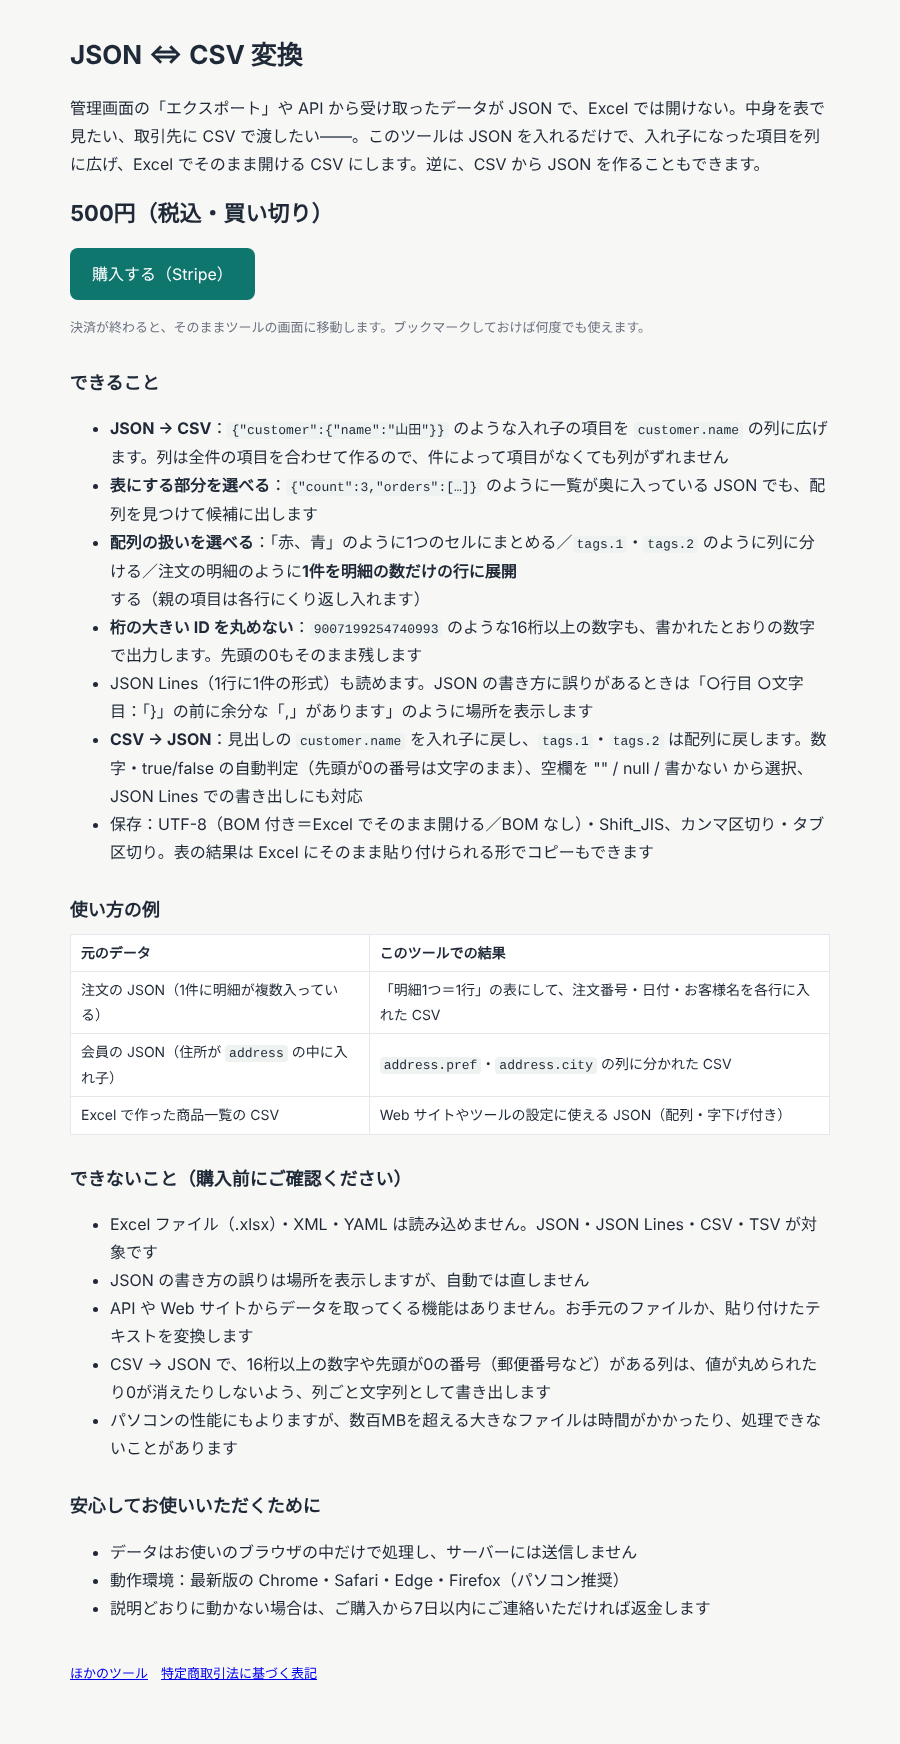 JSON ⇔ CSV 変換
管理画面の「エクスポート」や API から受け取ったデータが JSON で、Excel では開けない。中身を表で
見たい、取引先に CSV で渡したい――。このツールは JSON を入れるだけで、入れ子になった項目を列
に広げ、Excel でそのまま開ける CSV にします。逆に、CSV から JSON を作ることもできます。
500円（税込・買い切り）
購入する（Stripe）
決済が終わると、そのままツールの画面に移動します。ブックマークしておけば何度でも使えます。
できること
• JSON → CSV：{"customer":{"name":"山田"}} のような入れ子の項目を customer.name の列に広げ
ます。列は全件の項目を合わせて作るので、件によって項目がなくても列がずれません
• 表にする部分を選べる：{"count":3,"orders":[…]} のように一覧が奥に入っている JSON でも、配
列を見つけて候補に出します
• 配列の扱いを選べる：「赤、青」のように1つのセルにまとめる／tags.1・tags.2 のように列に分
ける／注文の明細のように1件を明細の数だけの行に展開
する（親の項目は各行にくり返し入れます）
• 桁の大きい ID を丸めない：9007199254740993 のような16桁以上の数字も、書かれたとおりの数字
で出力します。先頭の0もそのまま残します
• JSON Lines（1行に1件の形式）も読めます。JSON の書き方に誤りがあるときは「○行目 ○文字
目：「}」の前に余分な「,」があります」のように場所を表示します
• CSV → JSON：見出しの customer.name を入れ子に戻し、tags.1・tags.2 は配列に戻します。数
字・true/false の自動判定（先頭が0の番号は文字のまま）、空欄を "" / null / 書かない から選択、
JSON Lines での書き出しにも対応
• 保存：UTF-8（BOM 付き＝Excel でそのまま開ける／BOM なし）・Shift_JIS、カンマ区切り・タブ
区切り。表の結果は Excel にそのまま貼り付けられる形でコピーもできます
使い方の例
元のデータ このツールでの結果
注文の JSON（1件に明細が複数入ってい
る） 「明細1つ＝1行」の表にして、注文番号・日付・お客様名を各行に入
れた CSV
会員の JSON（住所が address の中に入
れ子） address.pref・address.city の列に分かれた CSV
Excel で作った商品一覧の CSV Web サイトやツールの設定に使える JSON（配列・字下げ付き）
できないこと（購入前にご確認ください）
• Excel ファイル（.xlsx）・XML・YAML は読み込めません。JSON・JSON Lines・CSV・TSV が対
象です
• JSON の書き方の誤りは場所を表示しますが、自動では直しません
• API や Web サイトからデータを取ってくる機能はありません。お手元のファイルか、貼り付けたテ
キストを変換します
• CSV → JSON で、16桁以上の数字や先頭が0の番号（郵便番号など）がある列は、値が丸められた
り0が消えたりしないよう、列ごと文字列として書き出します
• パソコンの性能にもよりますが、数百MBを超える大きなファイルは時間がかかったり、処理できな
いことがあります
安心してお使いいただくために
• データはお使いのブラウザの中だけで処理し、サーバーには送信しません
• 動作環境：最新版の Chrome・Safari・Edge・Firefox（パソコン推奨）
• 説明どおりに動かない場合は、ご購入から7日以内にご連絡いただければ返金します
ほかのツール 特定商取引法に基づく表記